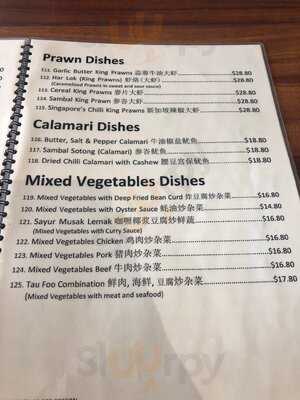 Prawn Dishes
111. Garlic Butter King Prawns 蒜蓉牛油大虾 $28.80
112. Har Lok (King Prawns) 虾烙(大虾) $28.80
(Caramelised Prawns in sweet and sour sauce)
113. Cereal King Prawns 麦片大虾 $28.80
114. Sambal King Prawn 参峇大虾 $28.80
115. Singapore's Chilli King Prawns 新加坡辣椒大虾 $28.80
Calamari Dishes
116. Butter, Salt & Pepper Calamari 牛油椒盐鱿鱼 $18.80
117. Sambal Sotong (Calamari) 参峇鱿鱼 $18.80
118. Dried Chilli Calamari with Cashew 腰豆宫保鱿鱼 $18.80
Mixed Vegetables Dishes
119. Mixed Vegetables with Deep Fried Bean Curd 炸豆腐炒杂菜 $16.80
120. Mixed Vegetables with Oyster Sauce 蚝油炒杂菜 $14.80
121. Sayur Musak Lemak 咖喱椰浆豆腐炒鲜蔬 $16.80
(Mixed Vegetables with Curry Sauce)
122. Mixed Vegetables Chicken 鸡肉炒杂菜 $16.80
123. Mixed Vegetables Pork 猪肉炒杂菜 $16.80
124. Mixed Vegetables Beef 牛肉炒杂菜 $16.80
125. Tau Foo Combination 鲜肉, 海鲜, 豆腐炒杂菜 $17.80
(Mixed Vegetables with meat and seafood)
sluurpy